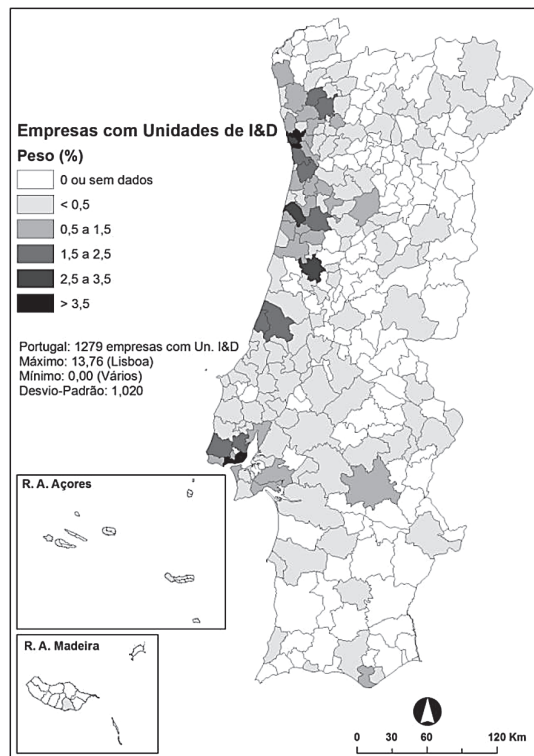 Empresas com Unidades de I&D
Peso (%)
0 ou sem dados
< 0,5
0,5 a 1,5
1,5 a 2,5
2,5 a 3,5
> 3,5
Portugal: 1279 empresas com Un. I&D
Máximo: 13,76 (Lisboa)
Mínimo: 0,00 (Vários)
Desvio-Padrão: 1,020
R. A. Açores
R. A. Madeira
0 30 60 120 Km